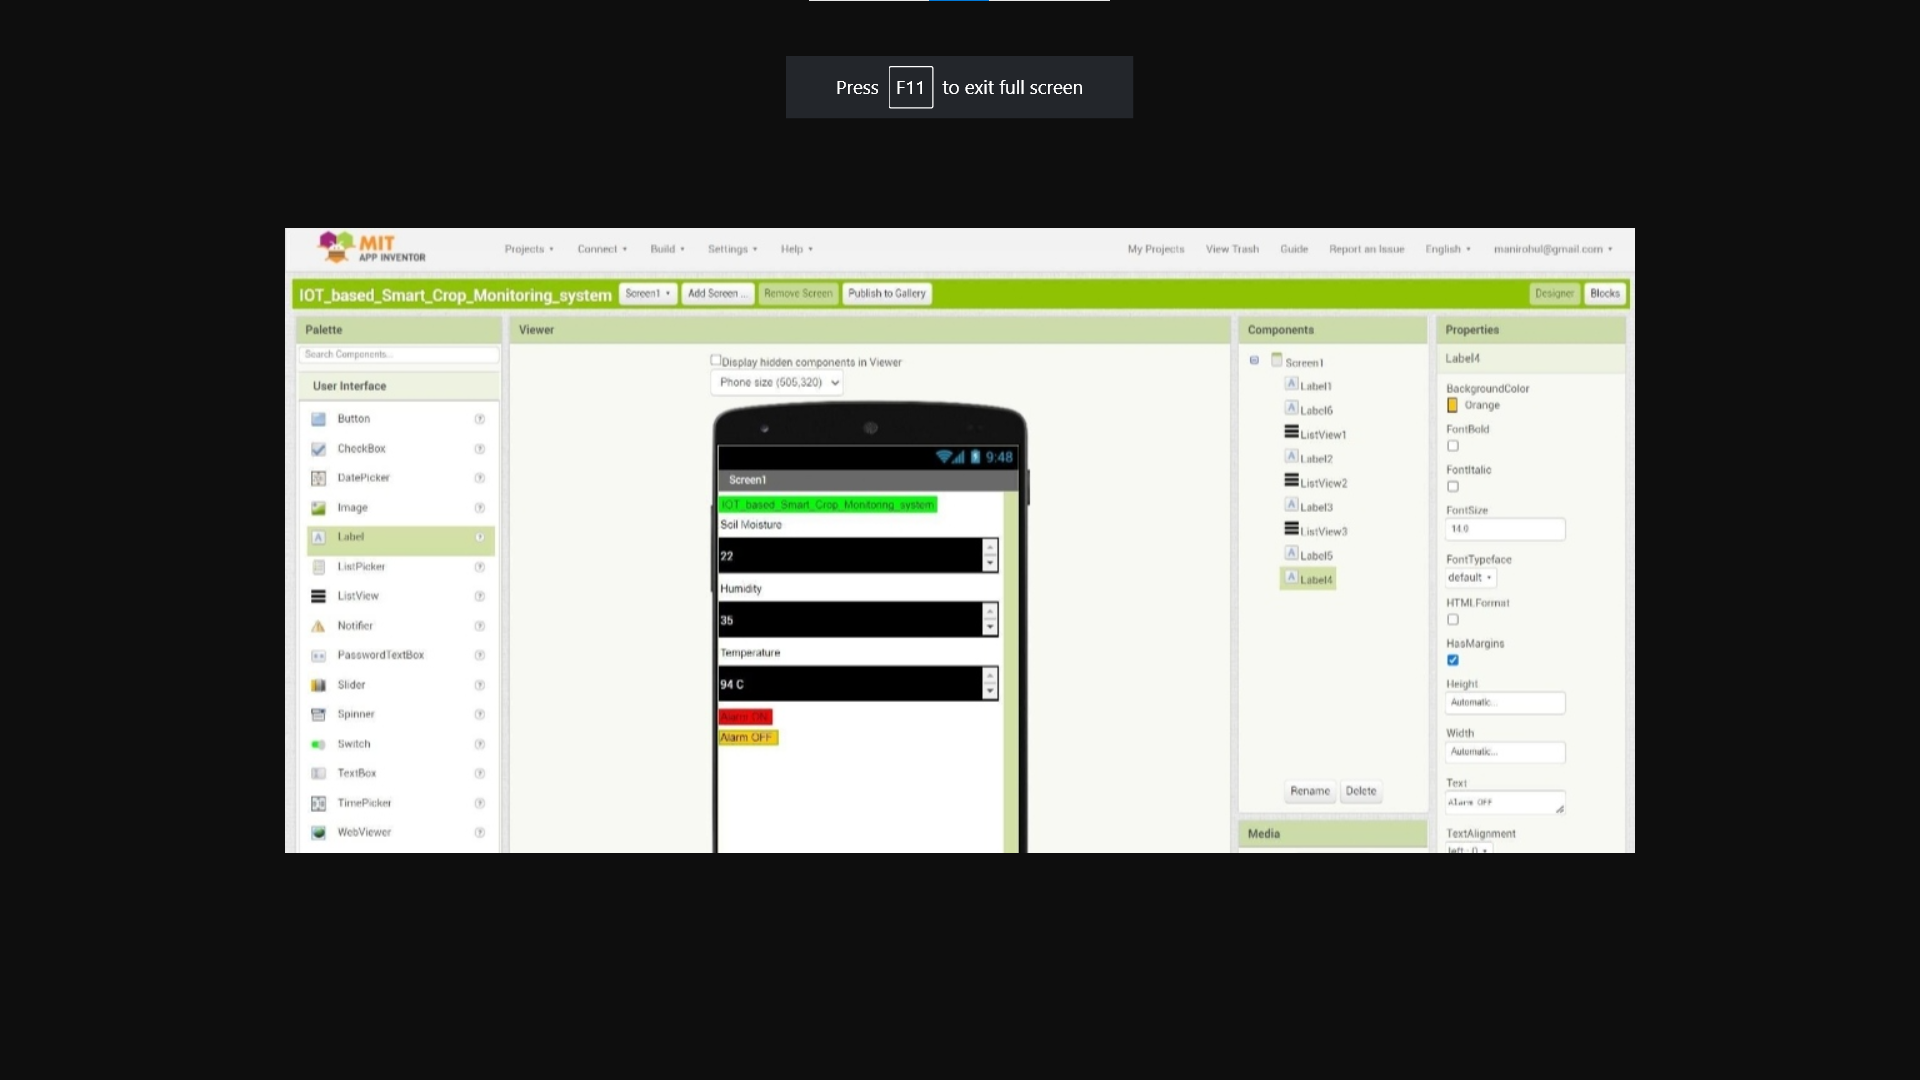 Press F11 to exit full screen
MIT
APP INVENTOR
Projects Connect Build Settings Help My Projects View Trash Guide Report an Issue English manirohul@gmail.com
IOT_based_Smart_Crop_Monitoring_system Screen1 Add Screen ... Remove Screen Publish to Gallery Designer Blocks
Palette
Search Components...
User Interface
Button
CheckBox
DatePicker
Image
Label
ListPicker
ListView
Notifier
PasswordTextBox
Slider
Spinner
Switch
TextBox
TimePicker
WebViewer
Viewer
Display hidden components in Viewer
Phone size (505,320)
9:48
Screen1
IOT_based_Smart_Crop_Monitoring_system
Soil Moisture
22
Humidity
35
Temperature
94 C
Alarm ON
Alarm OFF
Components
Screen1
Label1
Label6
ListView1
Label2
ListView2
Label3
ListView3
Label5
Label4
Rename Delete
Media
Properties
Label4
BackgroundColor
Orange
FontBold
FontItalic
FontSize
14.0
FontTypeface
default
HTMLFormat
HasMargins
Height
Automatic...
Width
Automatic...
Text
Alarm OFF
TextAlignment
left : 0